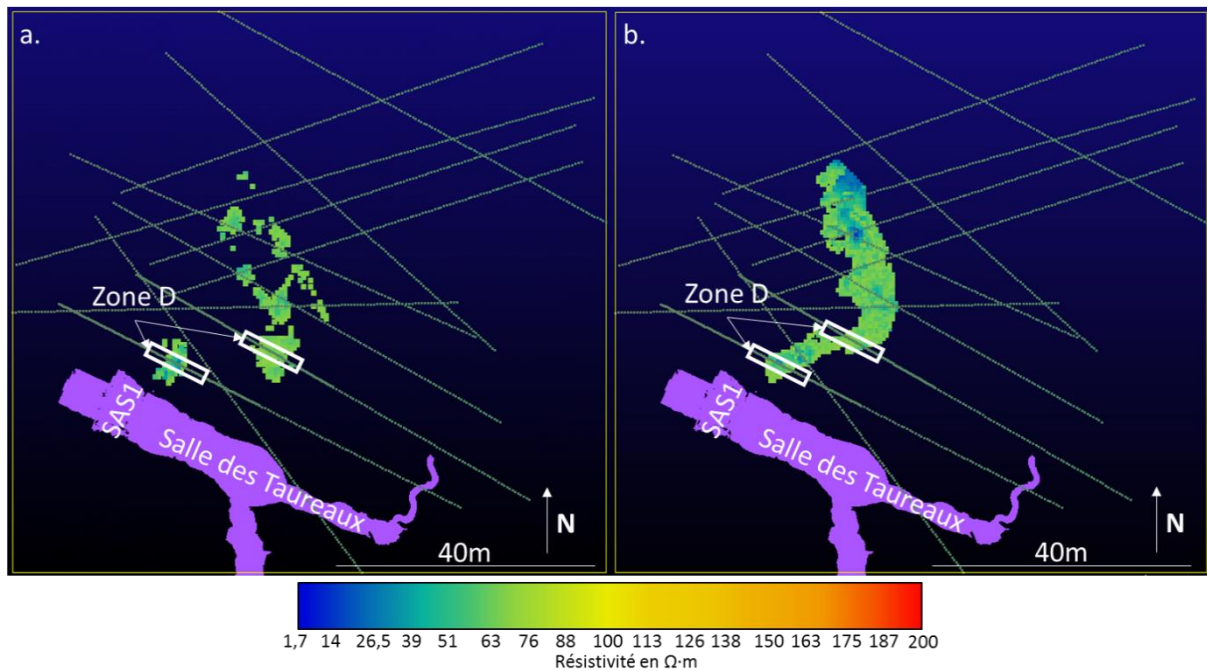 a.
Zone D
SAS1
Salle des Taureaux
N
40m
b.
Zone D
SAS1
Salle des Taureaux
N
40m
1,7 14 26,5 39 51 63 76 88 100 113 126 138 150 163 175 187 200
Résistivité en Ω·m